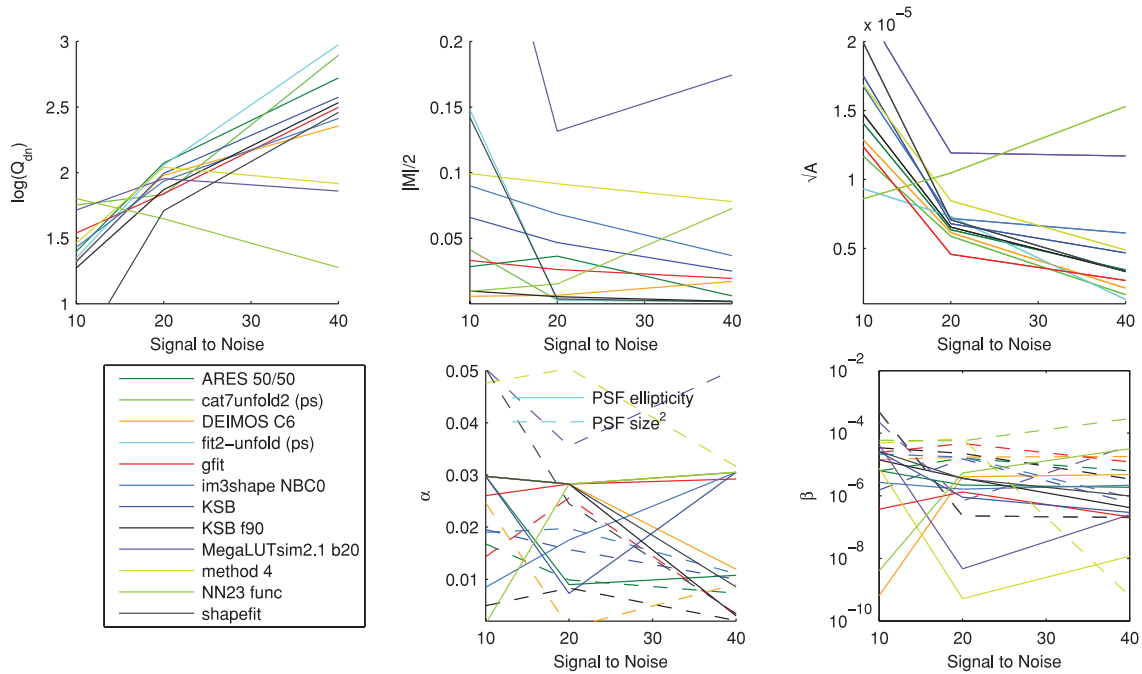 x 10⁻⁵
3
2.5
2
1.5
1
log(Q_dn)
10 20 30 40
Signal to Noise
0.2
0.15
0.1
0.05
|M|/2
10 20 30 40
Signal to Noise
2
1.5
1
0.5
√A
10 20 30 40
Signal to Noise
ARES 50/50
cat7unfold2 (ps)
DEIMOS C6
fit2-unfold (ps)
gfit
im3shape NBC0
KSB
KSB f90
MegaLUTsim2.1 b20
method 4
NN23 func
shapefit
0.05
0.04
0.03
0.02
0.01
α
PSF ellipticity
PSF size²
10 20 30 40
Signal to Noise
10⁻²
10⁻⁴
10⁻⁶
10⁻⁸
10⁻¹⁰
β
10 20 30 40
Signal to Noise